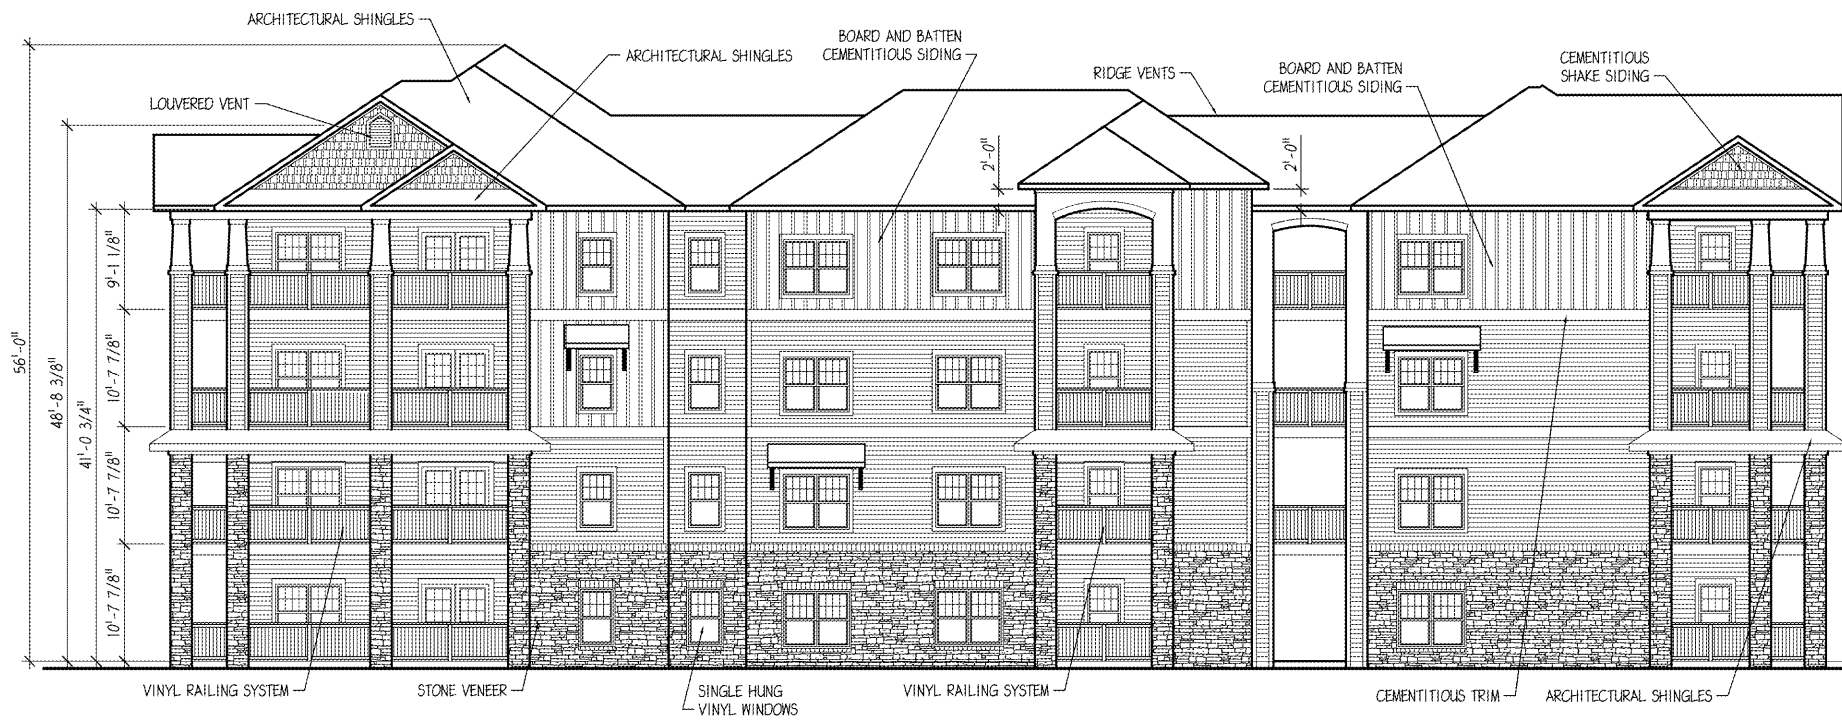 ARCHITECTURAL SHINGLES
ARCHITECTURAL SHINGLES
BOARD AND BATTEN
CEMENTITIOUS SIDING
RIDGE VENTS
BOARD AND BATTEN
CEMENTITIOUS SIDING
CEMENTITIOUS
SHAKE SIDING
LOUVERED VENT
2'-0"
2'-0"
56'-0"
48'-8 3/8"
41'-0 3/4"
9'-1 1/8"
10'-7 7/8"
10'-7 7/8"
10'-7 7/8"
VINYL RAILING SYSTEM
STONE VENEER
SINGLE HUNG
VINYL WINDOWS
VINYL RAILING SYSTEM
CEMENTITIOUS TRIM
ARCHITECTURAL SHINGLES